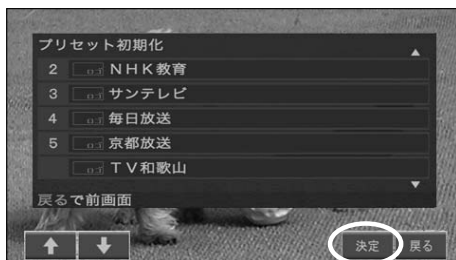 プリセット初期化
2 NHK教育
3 サンテレビ
4 毎日放送
5 京都放送
TV和歌山
戻るで前画面
決定 戻る